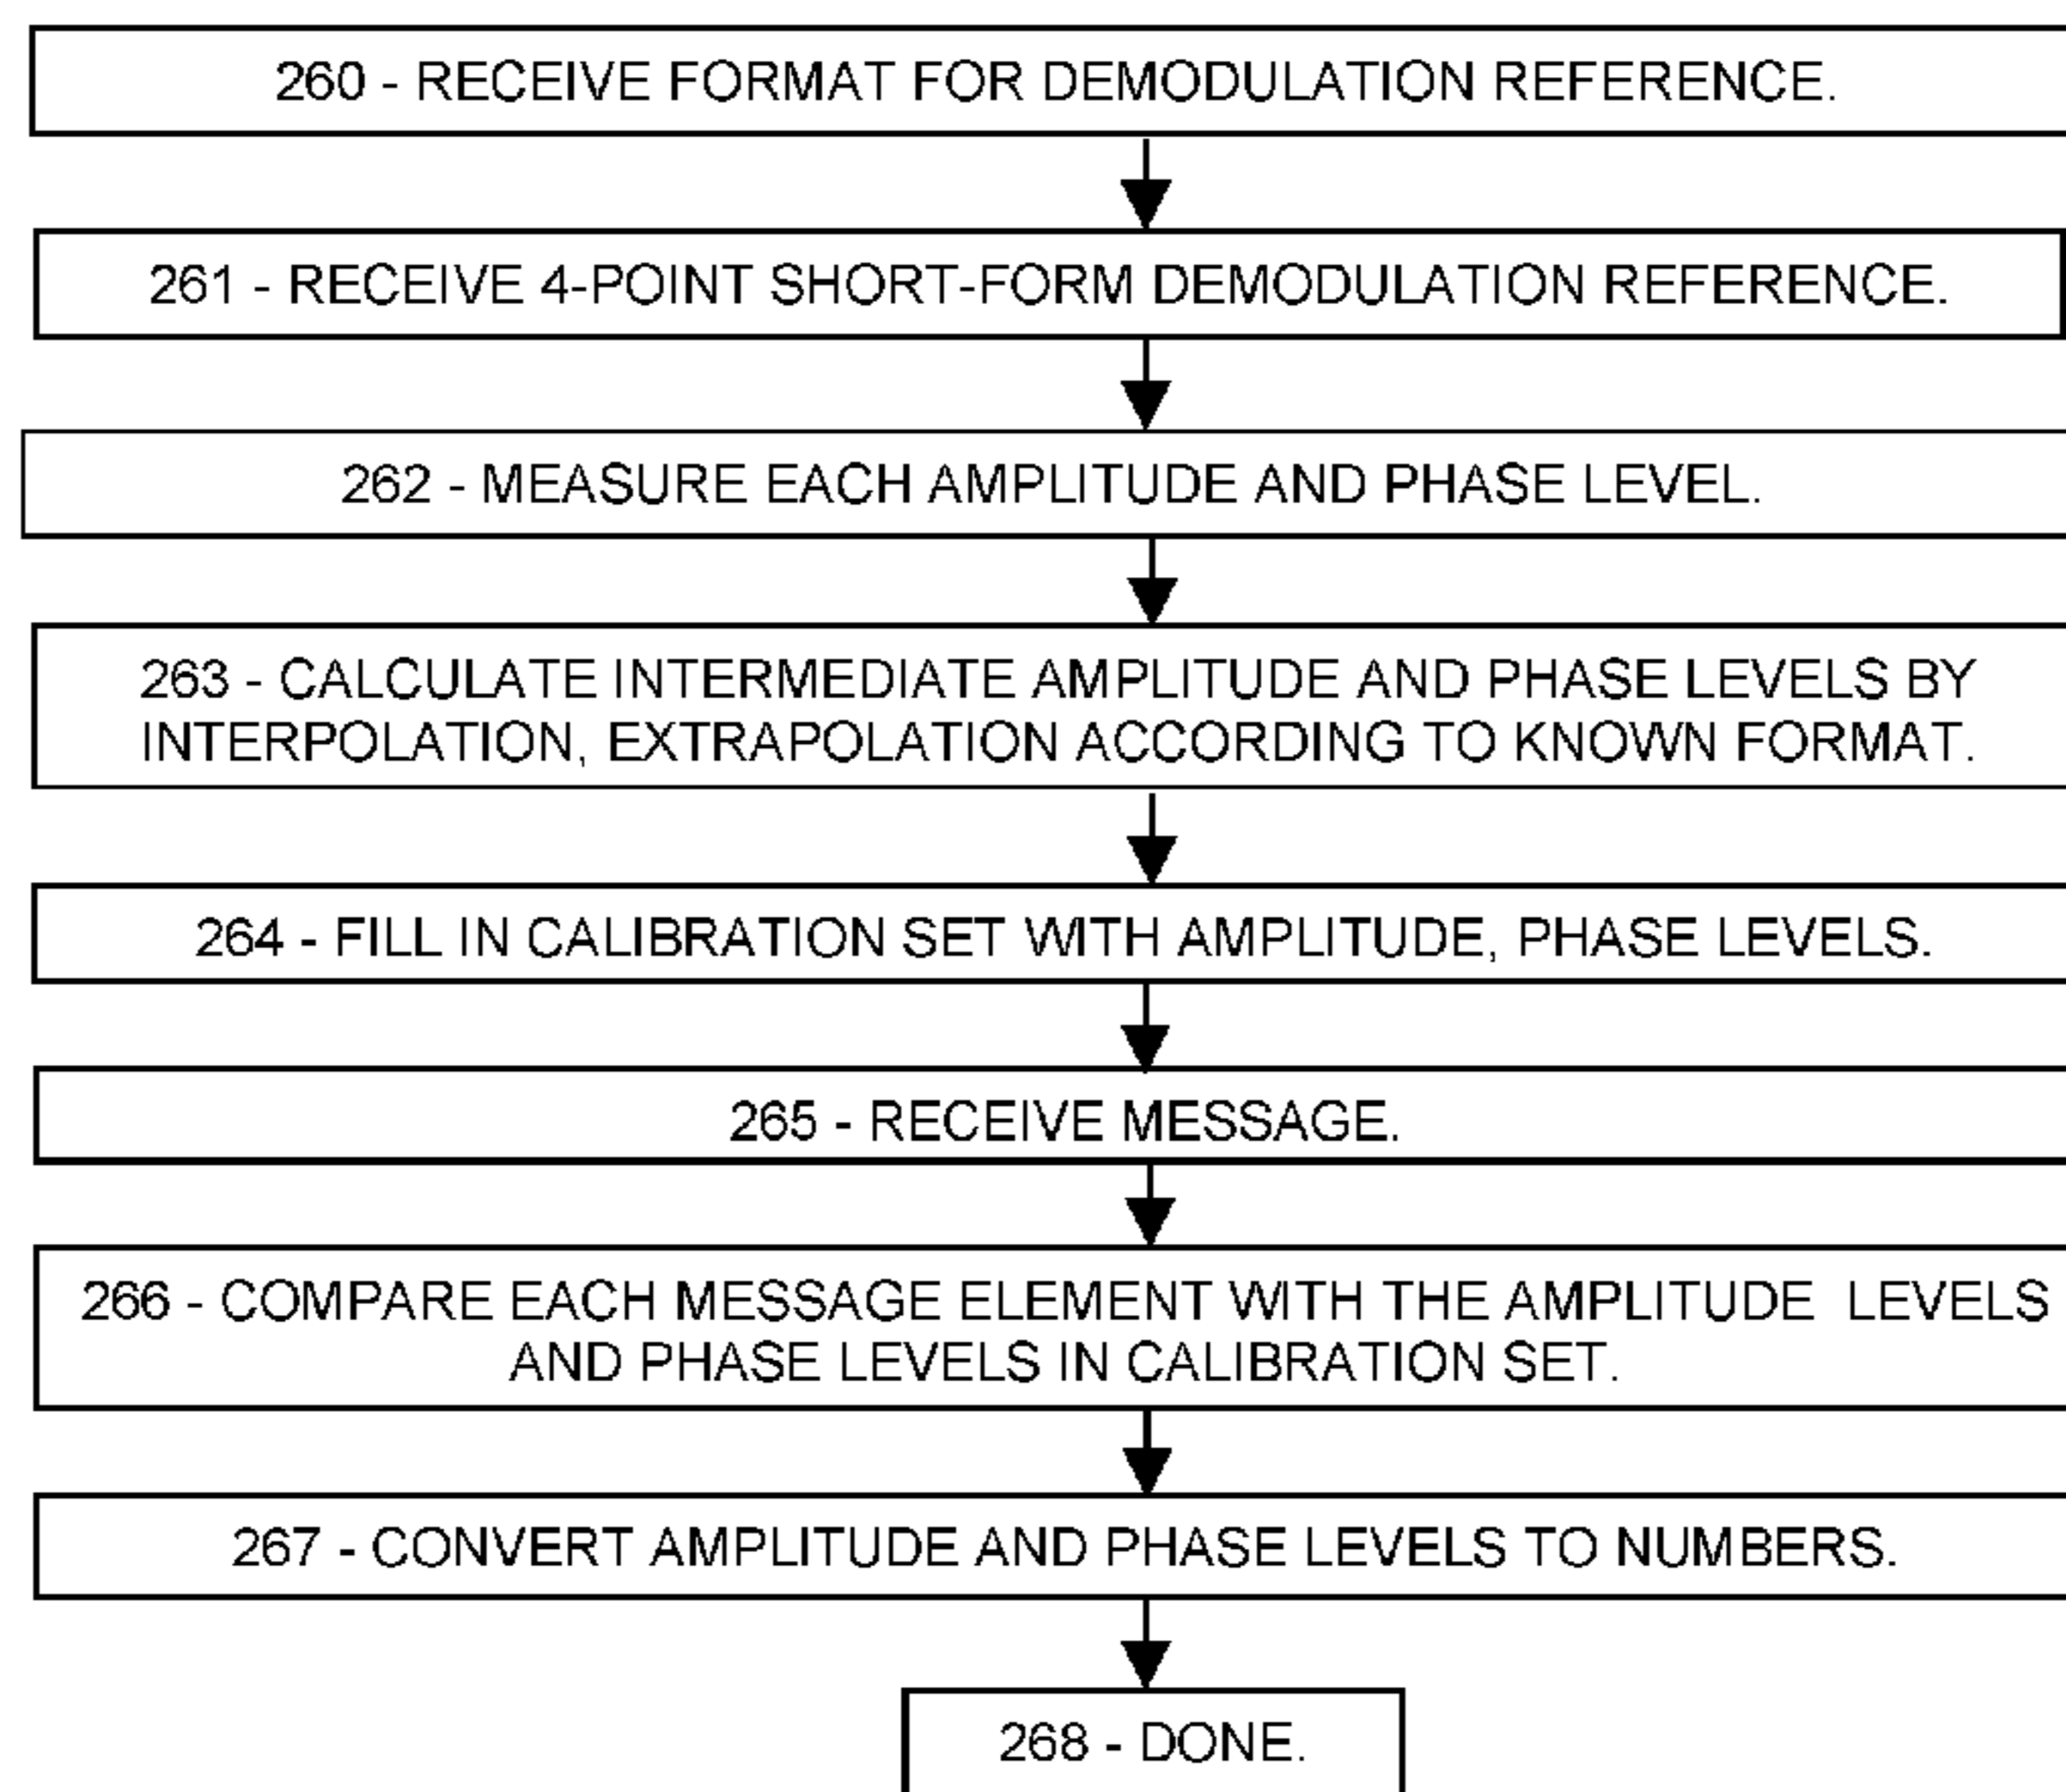 260 - RECEIVE FORMAT FOR DEMODULATION REFERENCE.
261 - RECEIVE 4-POINT SHORT-FORM DEMODULATION REFERENCE.
262 - MEASURE EACH AMPLITUDE AND PHASE LEVEL.
263 - CALCULATE INTERMEDIATE AMPLITUDE AND PHASE LEVELS BY
INTERPOLATION, EXTRAPOLATION ACCORDING TO KNOWN FORMAT.
264 - FILL IN CALIBRATION SET WITH AMPLITUDE, PHASE LEVELS.
265 - RECEIVE MESSAGE.
266 - COMPARE EACH MESSAGE ELEMENT WITH THE AMPLITUDE LEVELS
AND PHASE LEVELS IN CALIBRATION SET.
267 - CONVERT AMPLITUDE AND PHASE LEVELS TO NUMBERS.
268 - DONE.